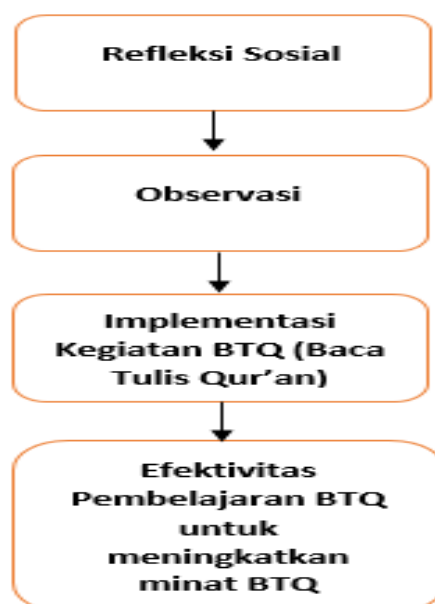 Refleksi Sosial
Observasi
Implementasi
Kegiatan BTQ (Baca
Tulis Qur’an)
Efektivitas
Pembelajaran BTQ
untuk
meningkatkan
minat BTQ